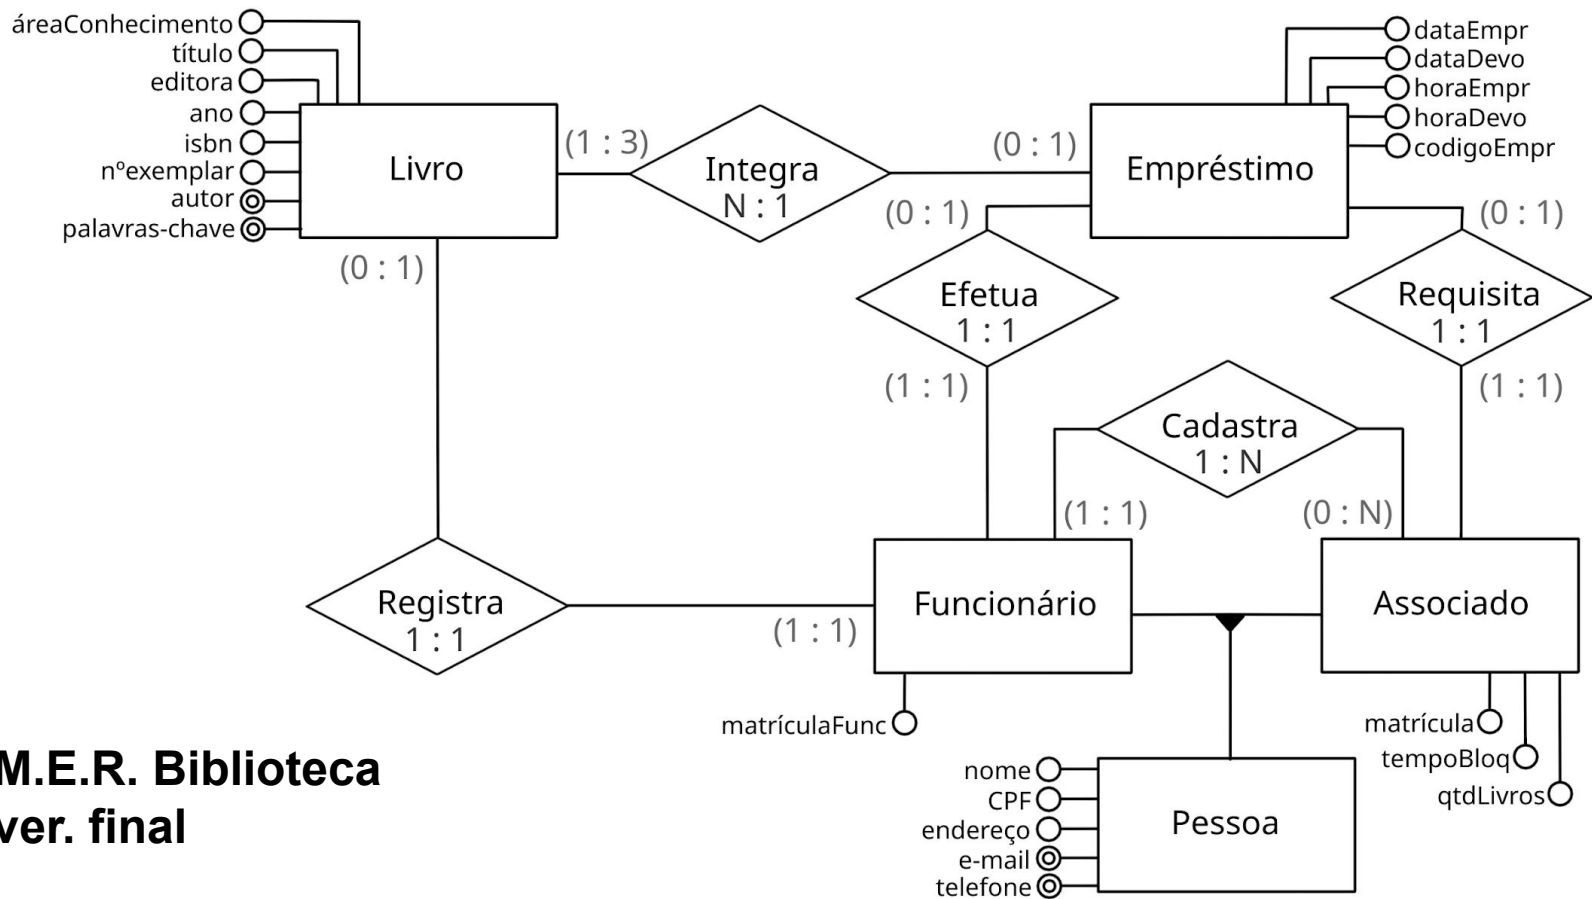 áreaConhecimento
título
editora
ano
isbn
nºexemplar
autor
palavras-chave
Livro
(1 : 3)
Integra
N : 1
(0 : 1)
Empréstimo
dataEmpr
dataDevo
horaEmpr
horaDevo
codigoEmpr
(0 : 1)
(0 : 1)
(0 : 1)
Efetua
1 : 1
Requisita
1 : 1
(1 : 1)
(1 : 1)
Cadastra
1 : N
(1 : 1)
(0 : N)
Registra
1 : 1
(1 : 1)
Funcionário
Associado
matrículaFunc
matrícula
tempoBloq
qtdLivros
M.E.R. Biblioteca
ver. final
nome
CPF
endereço
e-mail
telefone
Pessoa